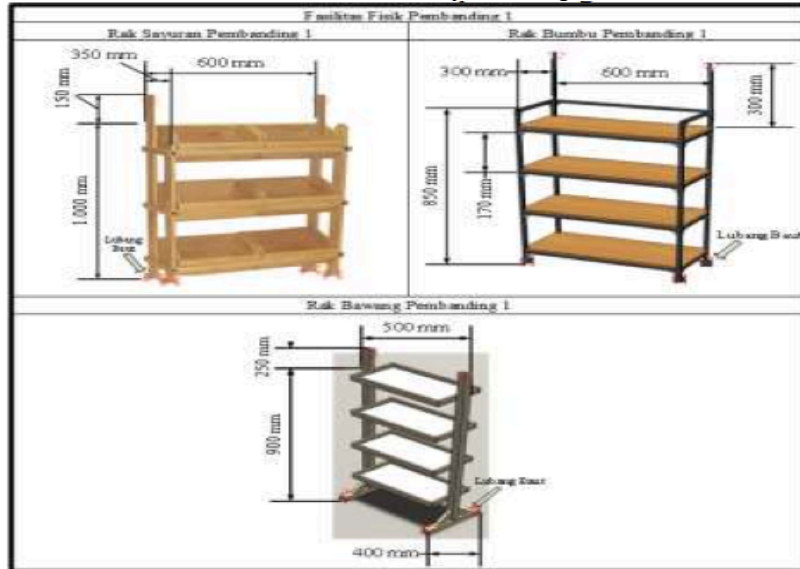 Fasilitas Fisik Pembanding 1
Rak Sayuran Pembanding 1
Rak Bumbu Pembanding 1
350 mm
600 mm
150 mm
1.000 mm
Lubang
Baut
300 mm
600 mm
300 mm
850 mm
170 mm
Lubang Baut
Rak Bawang Pembanding 1
500 mm
250 mm
900 mm
Lubang Baut
400 mm